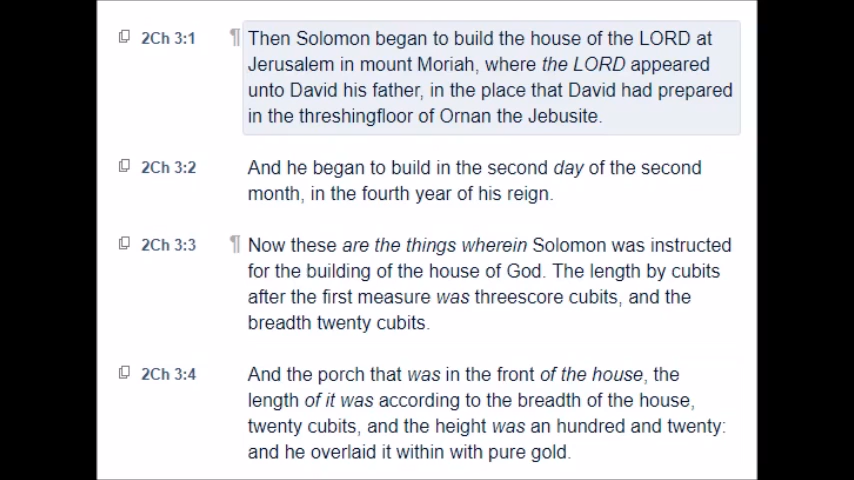 2Ch 3:1 ¶ Then Solomon began to build the house of the LORD at
Jerusalem in mount Moriah, where the LORD appeared
unto David his father, in the place that David had prepared
in the threshingfloor of Ornan the Jebusite.
2Ch 3:2 And he began to build in the second day of the second
month, in the fourth year of his reign.
2Ch 3:3 ¶ Now these are the things wherein Solomon was instructed
for the building of the house of God. The length by cubits
after the first measure was threescore cubits, and the
breadth twenty cubits.
2Ch 3:4 And the porch that was in the front of the house, the
length of it was according to the breadth of the house,
twenty cubits, and the height was an hundred and twenty:
and he overlaid it within with pure gold.